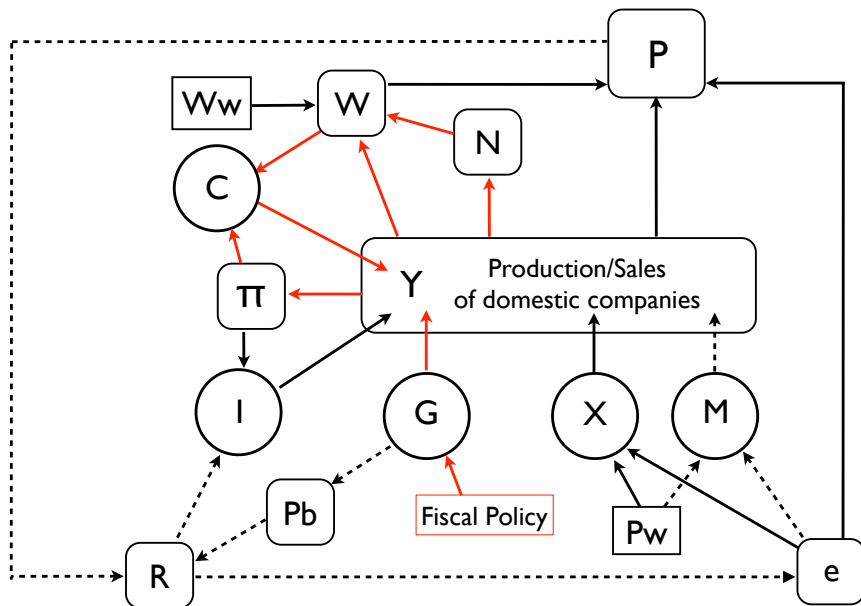 P
Ww
W
N
C
Y
Production/Sales
of domestic companies
π
I
G
X
M
Pb
Fiscal Policy
Pw
R
e